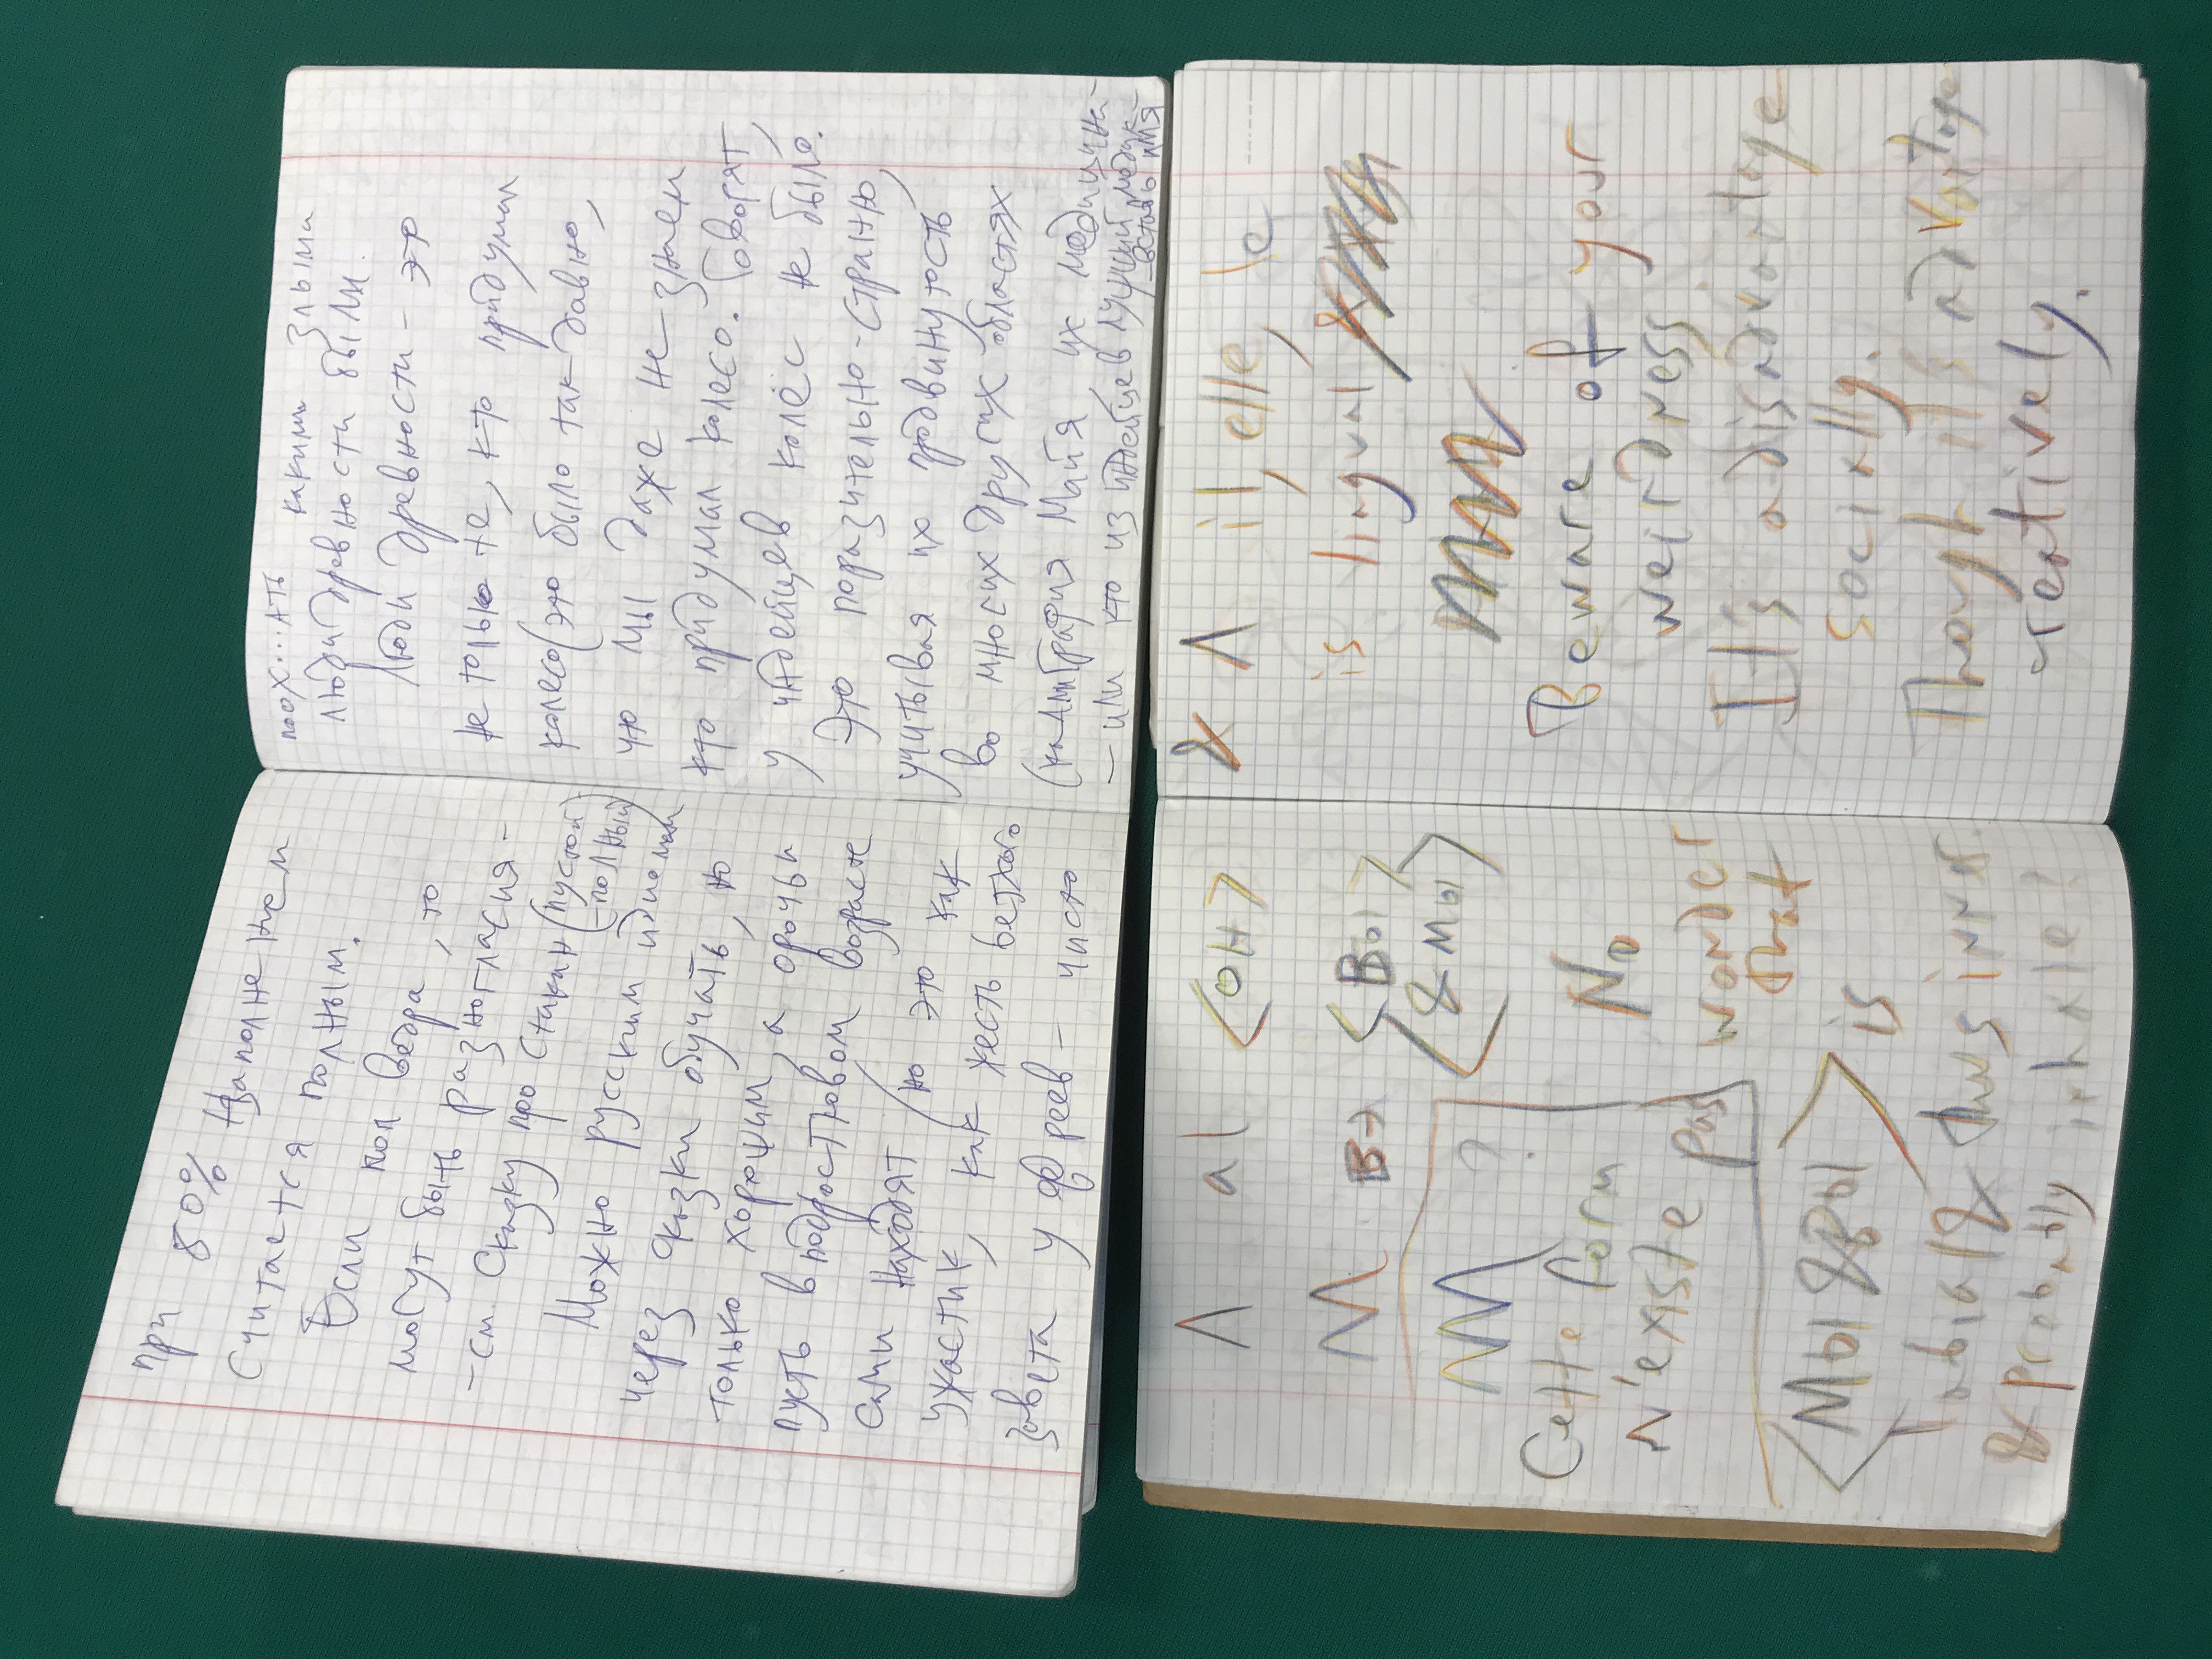 при 80% Наполнением
Считается полным.
Если пол ведра, то
могут быть разногласия –
– см. Сказку про Стакан (пустой –
– полный)
Можно русским идиомам
через сказки обучать, но
только хорошим, а орочьи
пусть в подростковом возрасте
сами находят (но это как
ужастик, как жесть ветхого
завета у евреев – чисто
поох...ать какими злыми
люди древности были.
Люди древности – это
не только те, кто придумал
колесо (это было так давно,
что мы даже не знаем
кто придумал колесо. Говорят,
у индейцев колёс не было.
Это поразительно-странно,
учитывая их продвинутость
во многих других областях
(каллиграфия Майя, их медицина –
– или кто из индейцев лучший медик –
– вставь имя
Λ al <он>
M вэ <Вы
& мы>
?
Cette form
N'existe pas
No
wonder
that
<Мы & Вы> is
labial & thus inner
& probably inhale?
& Λ il, elle, le
is lingual
Beware of your
weirdness.
It's a disadvantage
socially.
Though it's advantage
creatively.